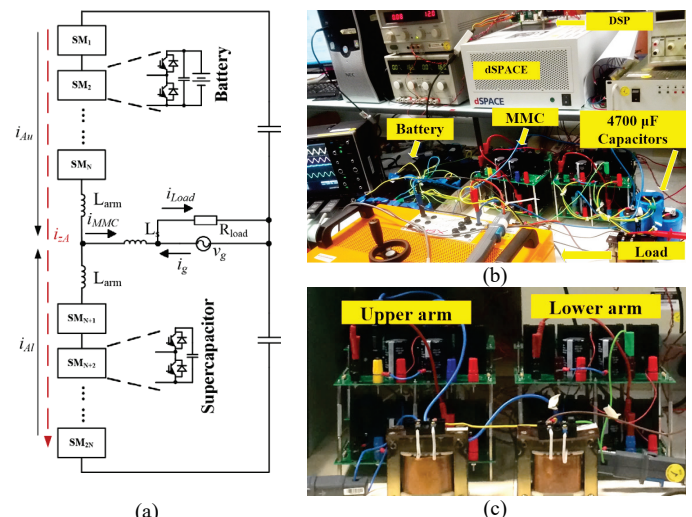 (a)
SM1
SM2
SMN
Battery
iAu
Larm
iMMC
iLoad
Ls
Rload
izA
ig
vg
Larm
iAl
SMN+1
SMN+2
SM2N
Supercapacitor
(a)
DSP
dSPACE
dSPACE
Battery
MMC
4700 μF
Capacitors
Load
(b)
Upper arm
Lower arm
(c)